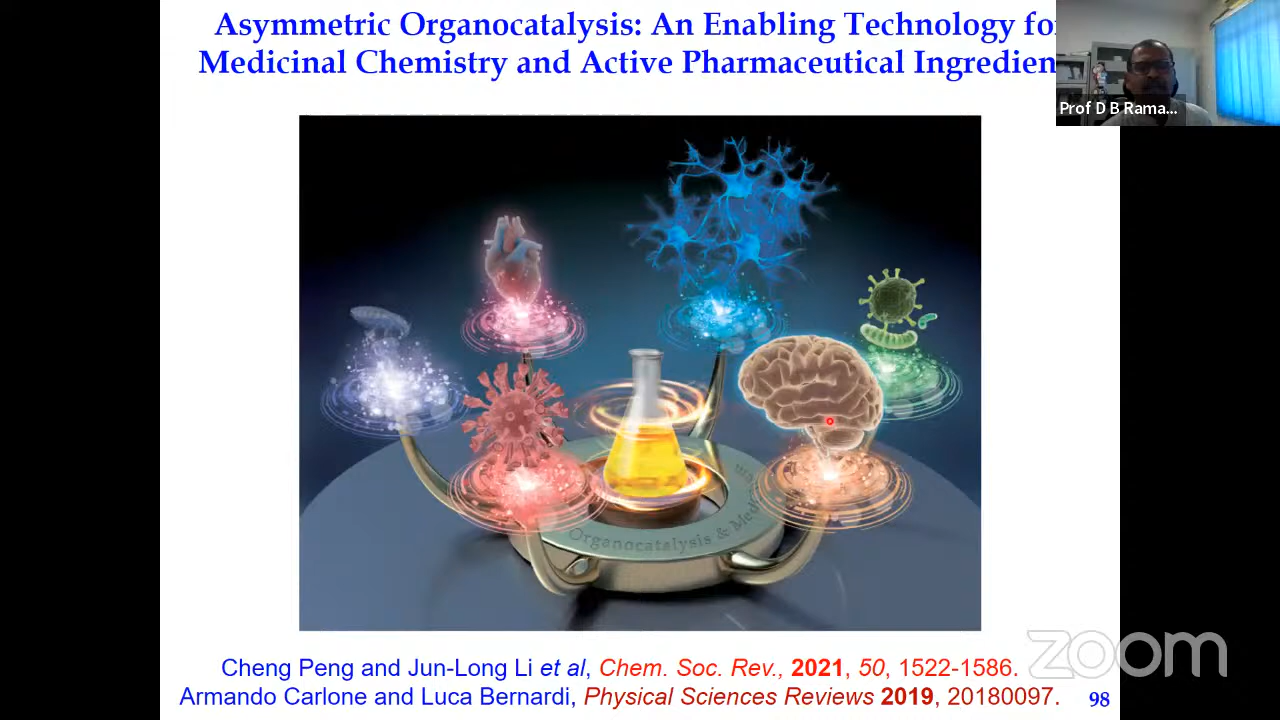 Asymmetric Organocatalysis: An Enabling Technology fo
Medicinal Chemistry and Active Pharmaceutical Ingredien
Prof D B Rama...
Organocatalysis & Med
Cheng Peng and Jun-Long Li et al, Chem. Soc. Rev., 2021, 50, 1522-1586.
Armando Carlone and Luca Bernardi, Physical Sciences Reviews 2019, 20180097.
98
zoom